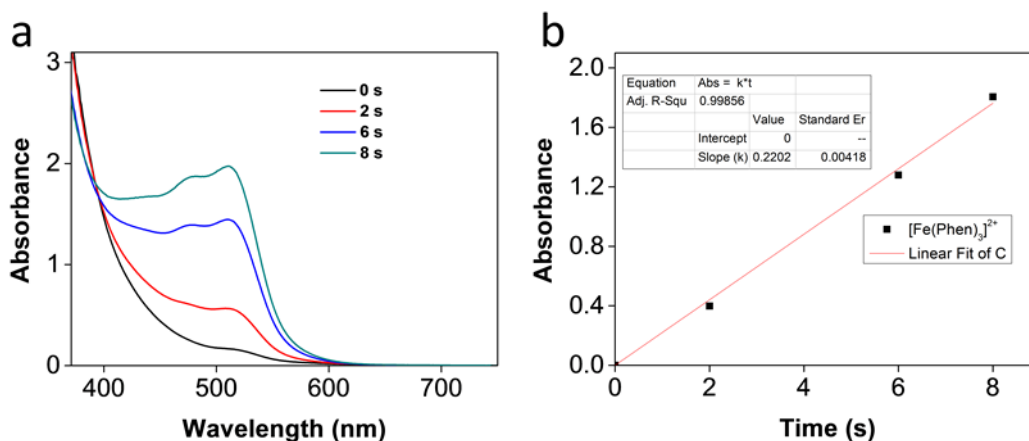 a
3
2
1
0
Absorbance
400
500
600
700
Wavelength (nm)
0 s
2 s
6 s
8 s
b
2.0
1.6
1.2
0.8
0.4
0.0
Absorbance
0
2
4
6
8
Time (s)
Equation Abs = k*t
Adj. R-Squ 0.99856
Value Standard Er
Intercept 0 --
Slope (k) 0.2202 0.00418
[Fe(Phen)3]2+
Linear Fit of C